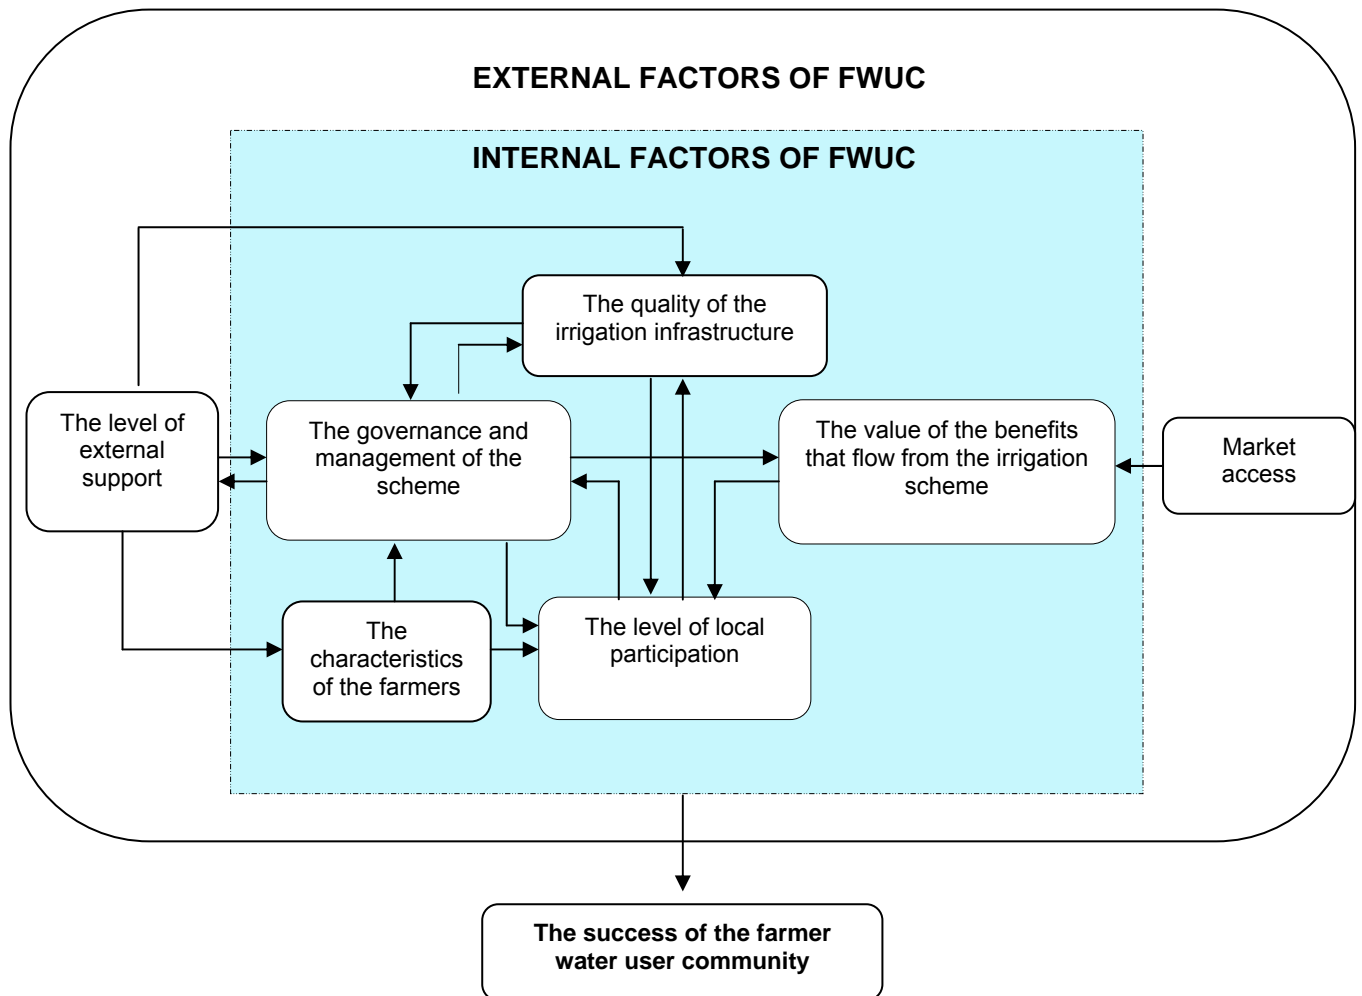 EXTERNAL FACTORS OF FWUC
INTERNAL FACTORS OF FWUC
The quality of the
irrigation infrastructure
The level of
external
support
The governance and
management of the
scheme
The value of the benefits
that flow from the irrigation
scheme
Market
access
The
characteristics
of the farmers
The level of local
participation
The success of the farmer
water user community